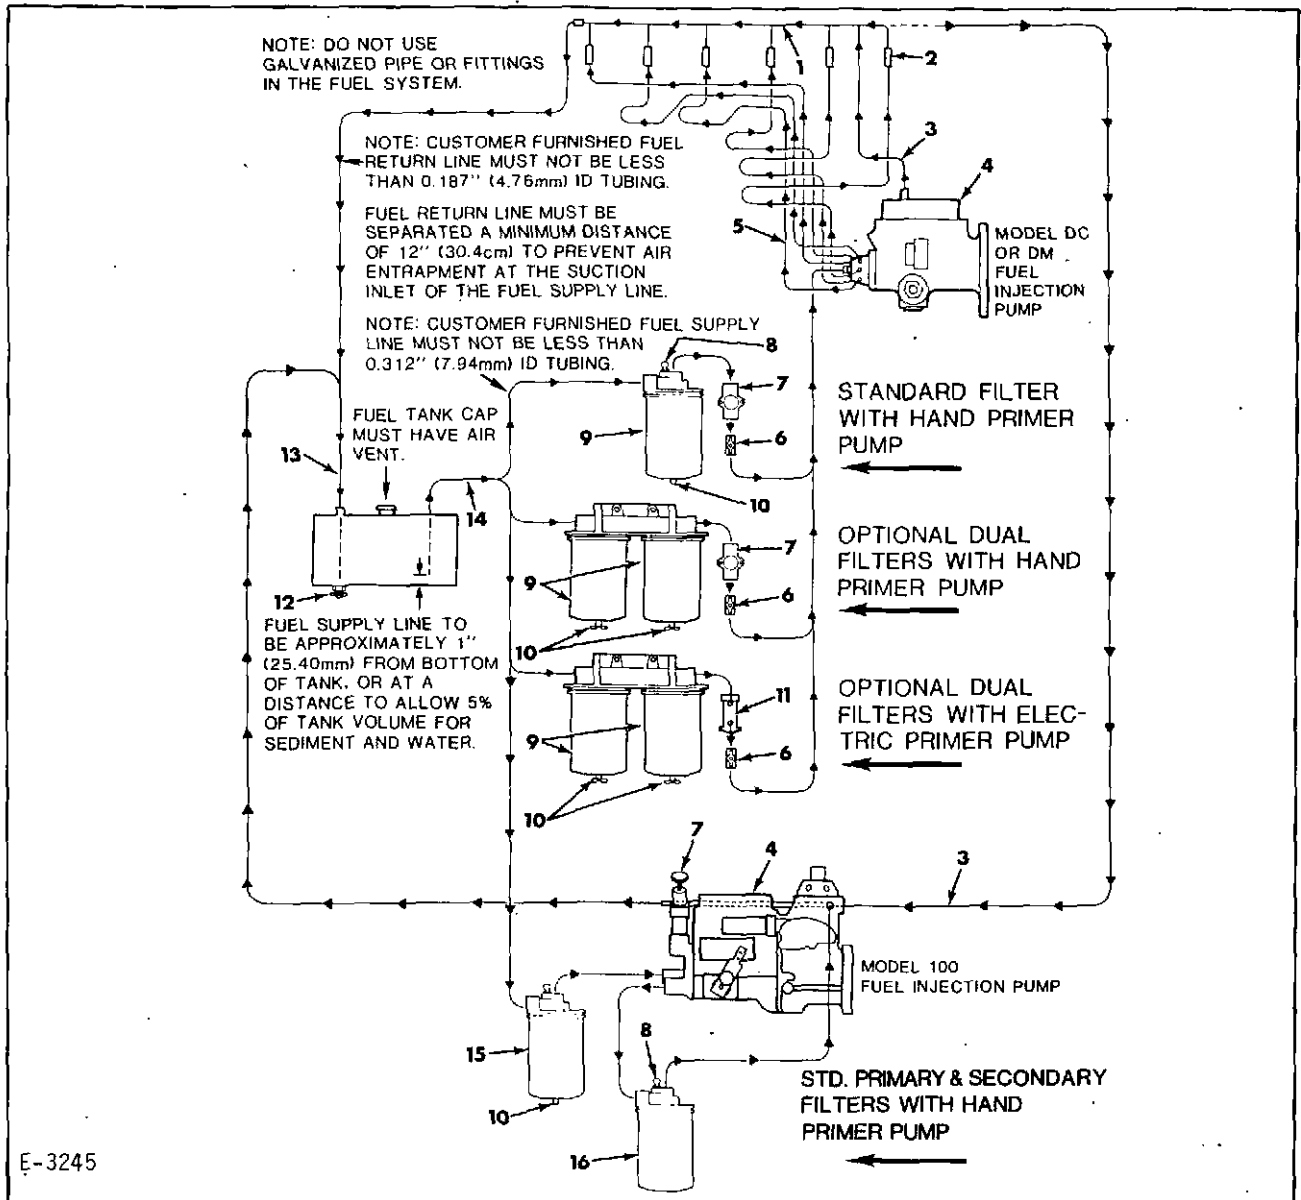 NOTE: DO NOT USE
GALVANIZED PIPE OR FITTINGS
IN THE FUEL SYSTEM.
1
2
3
4
NOTE: CUSTOMER FURNISHED FUEL
RETURN LINE MUST NOT BE LESS
THAN 0.187" (4.76mm) ID TUBING.
FUEL RETURN LINE MUST BE
SEPARATED A MINIMUM DISTANCE
OF 12" (30.4cm) TO PREVENT AIR
ENTRAPMENT AT THE SUCTION
INLET OF THE FUEL SUPPLY LINE.
5
MODEL DC
OR DM
FUEL
INJECTION
PUMP
NOTE: CUSTOMER FURNISHED FUEL SUPPLY
LINE MUST NOT BE LESS THAN
0.312" (7.94mm) ID TUBING.
8
7
9
6
10
STANDARD FILTER
WITH HAND PRIMER
PUMP
FUEL TANK CAP
MUST HAVE AIR
VENT.
13
14
12
7
9
6
10
OPTIONAL DUAL
FILTERS WITH HAND
PRIMER PUMP
FUEL SUPPLY LINE TO
BE APPROXIMATELY 1"
(25.40mm) FROM BOTTOM
OF TANK, OR AT A
DISTANCE TO ALLOW 5%
OF TANK VOLUME FOR
SEDIMENT AND WATER.
11
9
6
10
OPTIONAL DUAL
FILTERS WITH ELEC-
TRIC PRIMER PUMP
7
4
3
MODEL 100
FUEL INJECTION PUMP
15
8
10
16
STD. PRIMARY & SECONDARY
FILTERS WITH HAND
PRIMER PUMP
E-3245